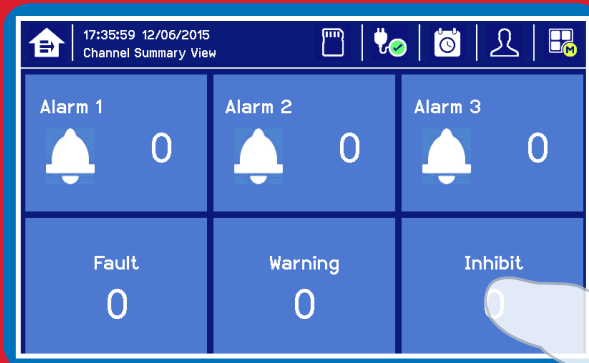 17:35:59 12/06/2015
Channel Summary View
M
Alarm 1
Alarm 2
Alarm 3
0
0
0
Fault
Warning
Inhibit
0
0
0